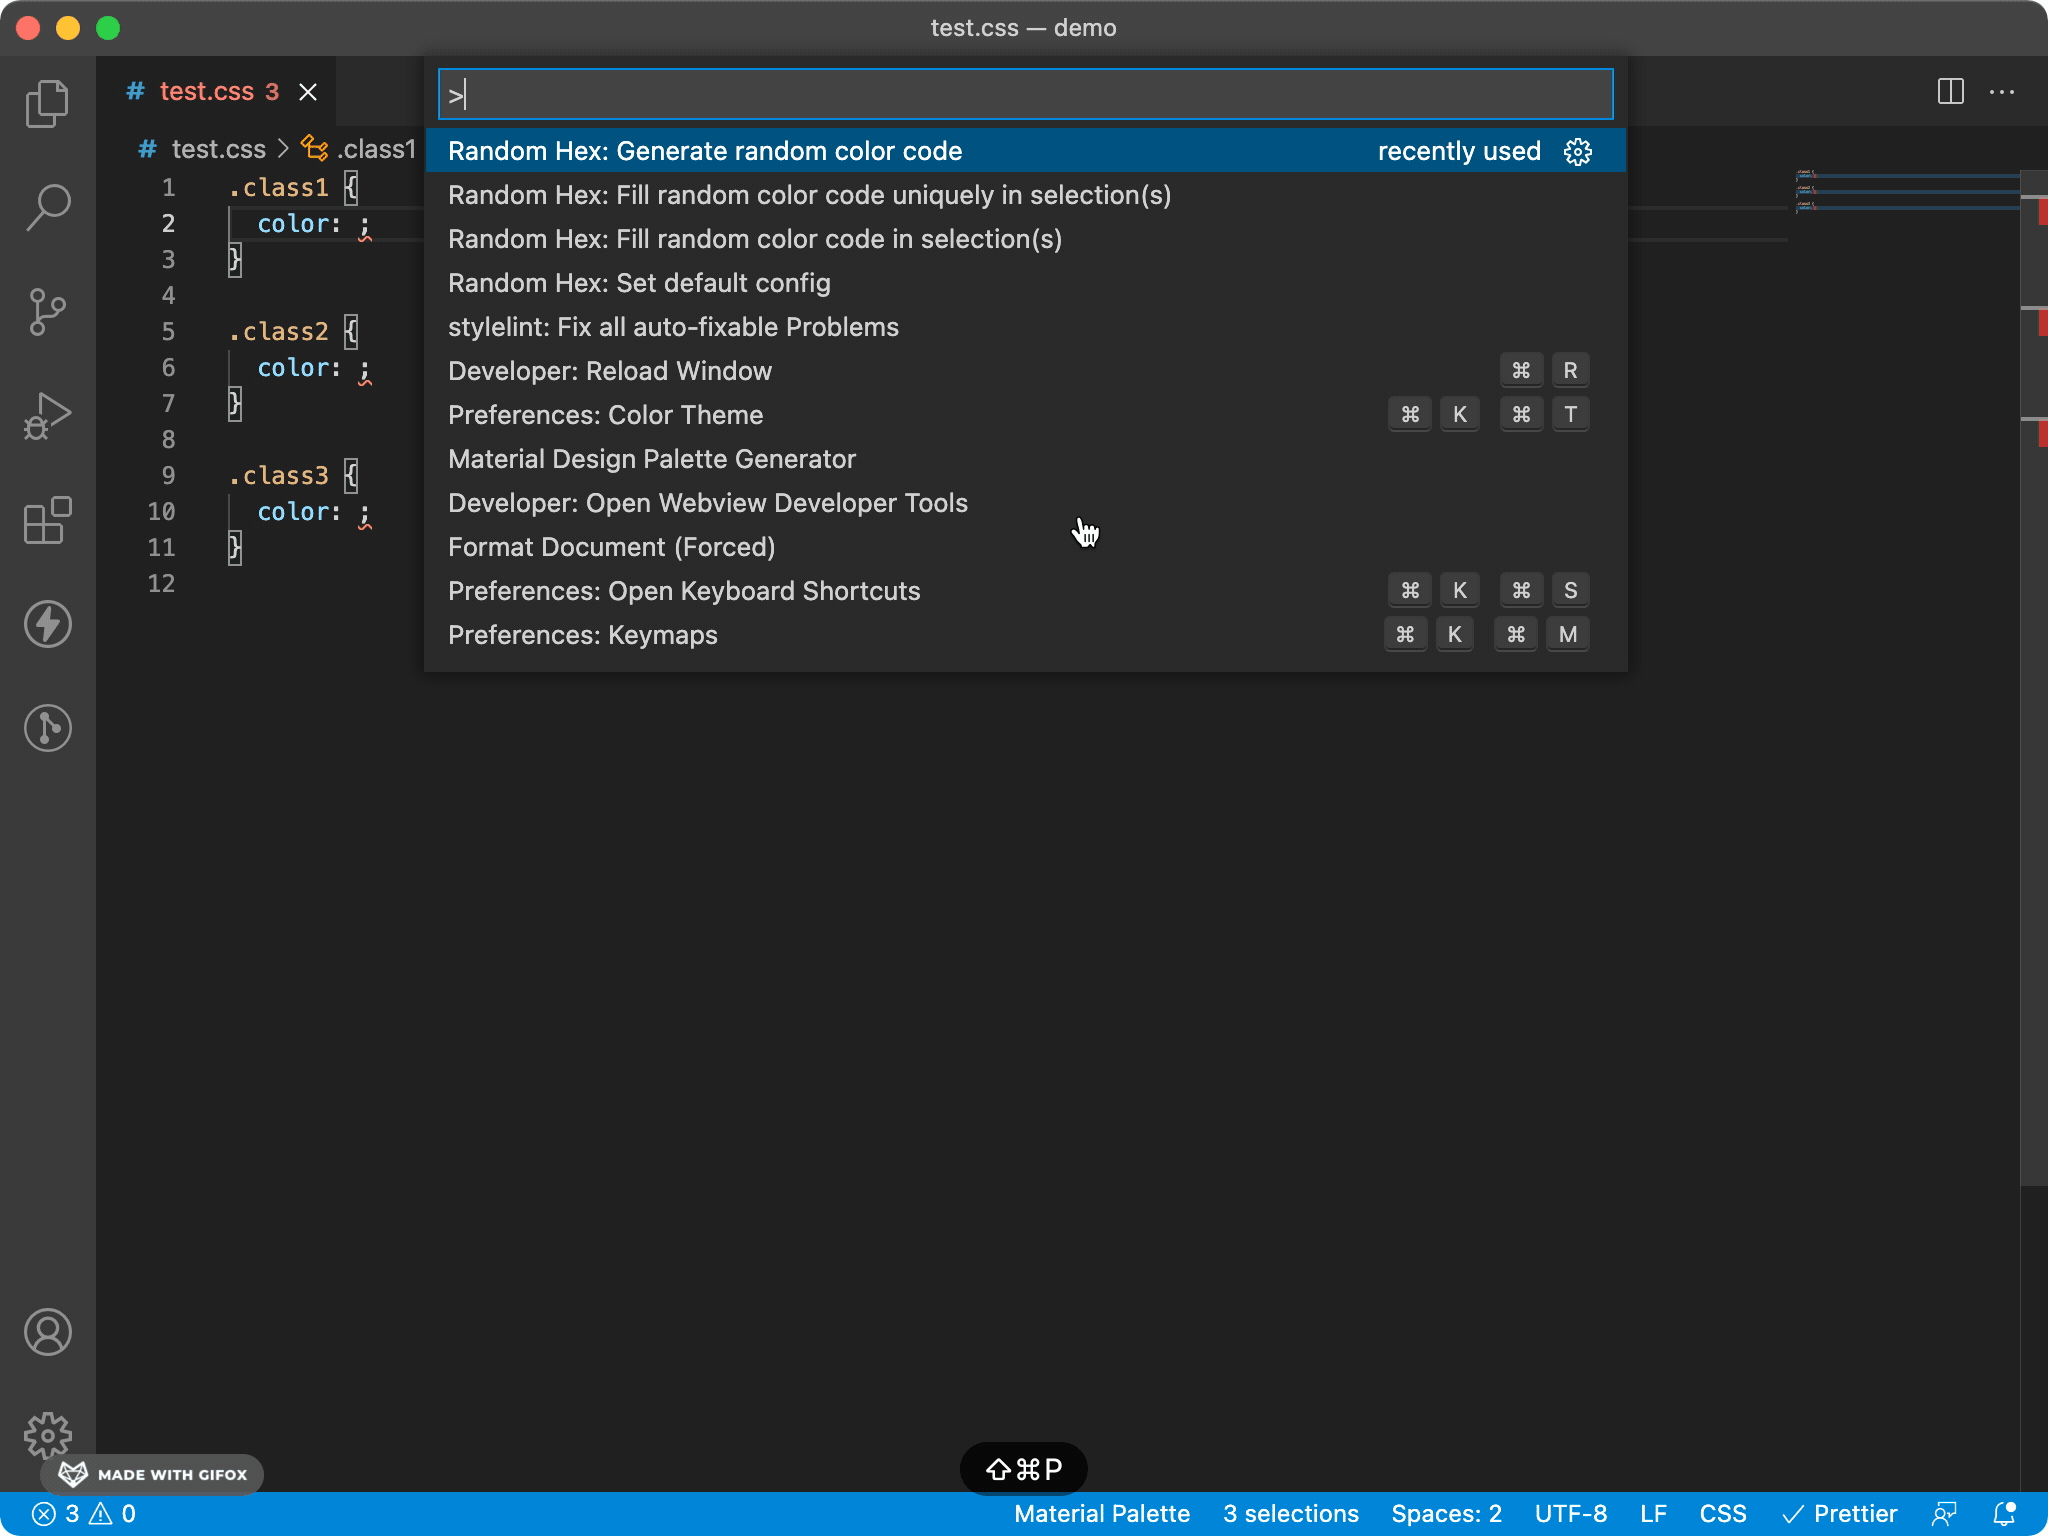 test.css — demo
# test.css 3
>
# test.css > .class1
Random Hex: Generate random color code recently used
Random Hex: Fill random color code uniquely in selection(s)
Random Hex: Fill random color code in selection(s)
Random Hex: Set default config
stylelint: Fix all auto-fixable Problems
Developer: Reload Window ⌘ R
Preferences: Color Theme ⌘ K ⌘ T
Material Design Palette Generator
Developer: Open Webview Developer Tools
Format Document (Forced)
Preferences: Open Keyboard Shortcuts ⌘ K ⌘ S
Preferences: Keymaps ⌘ K ⌘ M
1 .class1 {
2 color: ;
3 }
4
5 .class2 {
6 color: ;
7 }
8
9 .class3 {
10 color: ;
11 }
12
MADE WITH GIFOX
⇧⌘P
3 0 Material Palette 3 selections Spaces: 2 UTF-8 LF CSS ✓ Prettier